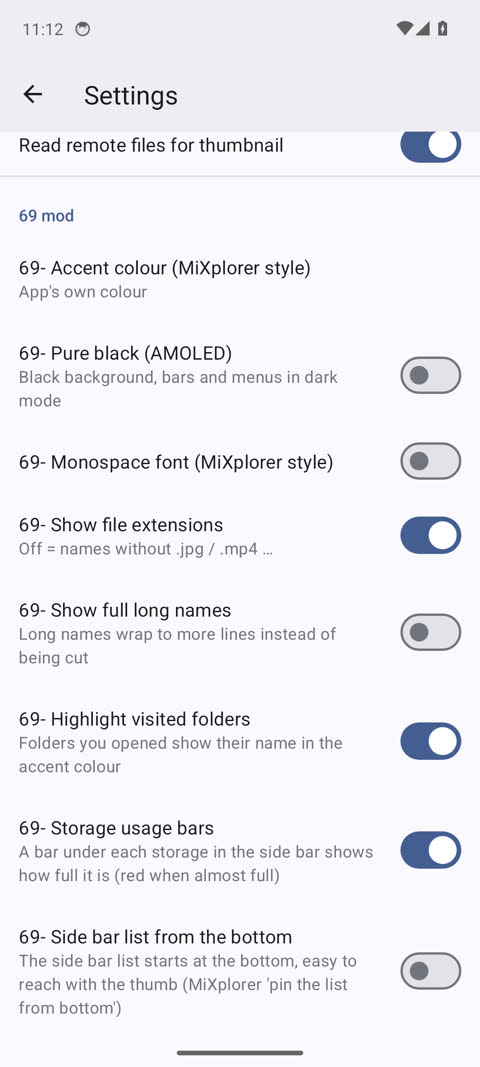 11:12
Settings
Read remote files for thumbnail
69 mod
69- Accent colour (MiXplorer style)
App's own colour
69- Pure black (AMOLED)
Black background, bars and menus in dark
mode
69- Monospace font (MiXplorer style)
69- Show file extensions
Off = names without .jpg / .mp4 …
69- Show full long names
Long names wrap to more lines instead of
being cut
69- Highlight visited folders
Folders you opened show their name in the
accent colour
69- Storage usage bars
A bar under each storage in the side bar shows
how full it is (red when almost full)
69- Side bar list from the bottom
The side bar list starts at the bottom, easy to
reach with the thumb (MiXplorer 'pin the list
from bottom')